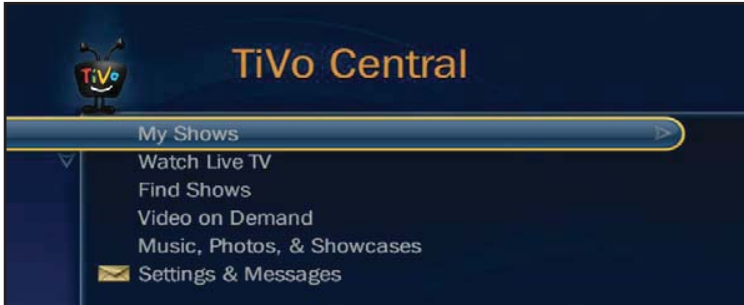 TiVo
TiVo Central
My Shows
Watch Live TV
Find Shows
Video on Demand
Music, Photos, & Showcases
Settings & Messages